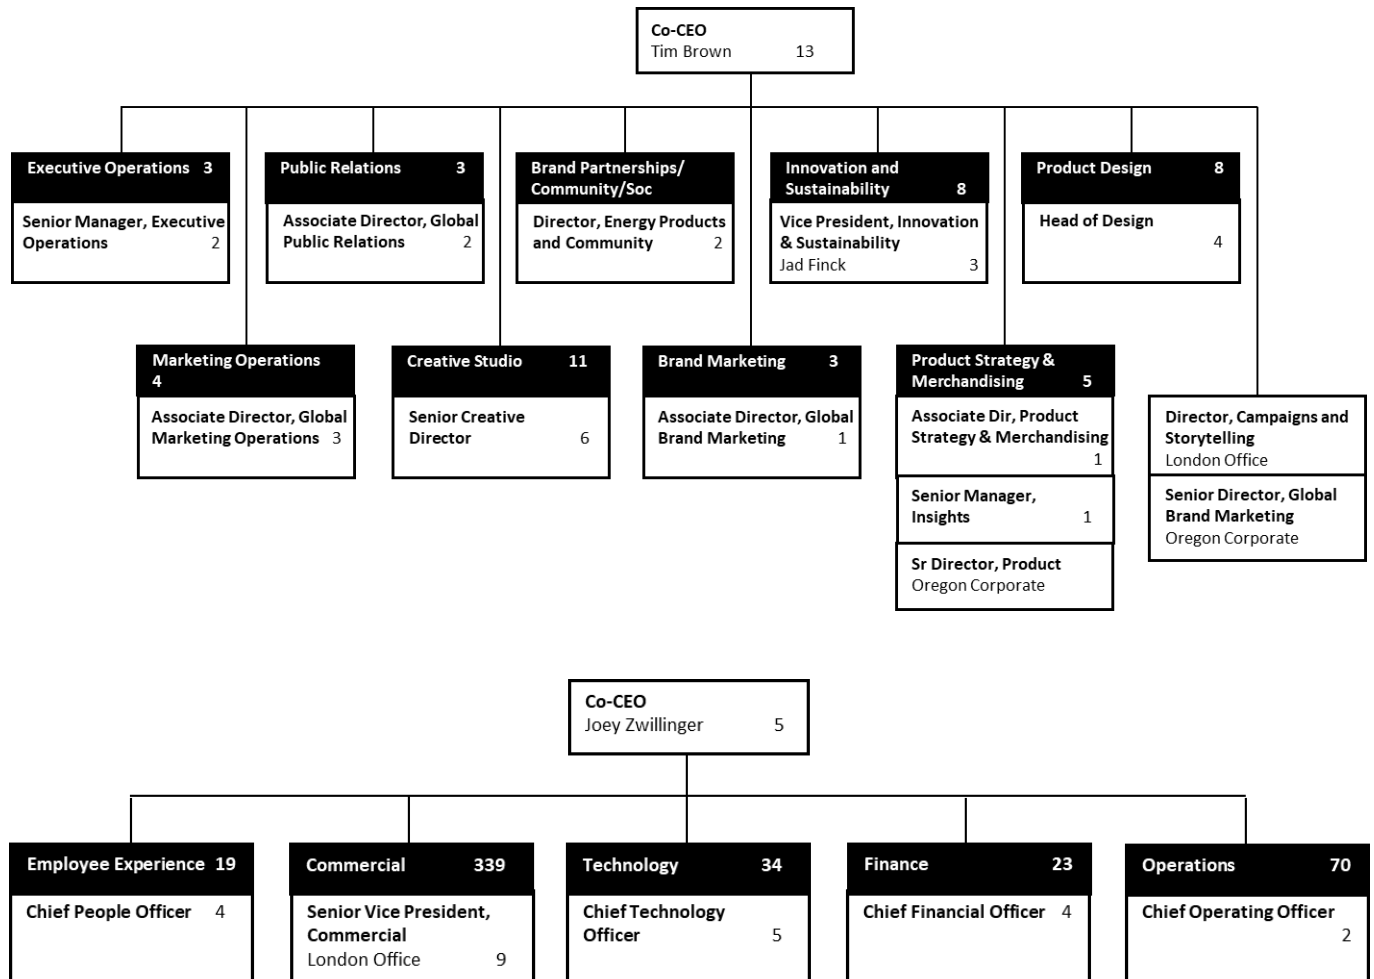 Co-CEO
Tim Brown 13
Executive Operations 3
Senior Manager, Executive
Operations 2
Public Relations 3
Associate Director, Global
Public Relations 2
Brand Partnerships/
Community/Soc
Director, Energy Products
and Community 2
Innovation and
Sustainability 8
Vice President, Innovation
& Sustainability
Jad Finck 3
Product Design 8
Head of Design
4
Marketing Operations
4
Associate Director, Global
Marketing Operations 3
Creative Studio 11
Senior Creative
Director 6
Brand Marketing 3
Associate Director, Global
Brand Marketing 1
Product Strategy &
Merchandising 5
Associate Dir, Product
Strategy & Merchandising
1
Senior Manager,
Insights 1
Sr Director, Product
Oregon Corporate
Director, Campaigns and
Storytelling
London Office
Senior Director, Global
Brand Marketing
Oregon Corporate
Co-CEO
Joey Zwillinger 5
Employee Experience 19
Chief People Officer 4
Commercial 339
Senior Vice President,
Commercial
London Office 9
Technology 34
Chief Technology
Officer 5
Finance 23
Chief Financial Officer 4
Operations 70
Chief Operating Officer
2